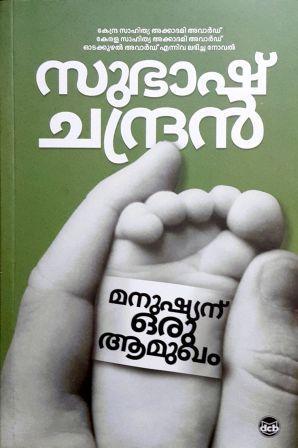 കേന്ദ്ര സാഹിത്യ അക്കാദമി അവാർഡ്
കേരള സാഹിത്യ അക്കാദമി അവാർഡ്
ഓടക്കുഴൽ അവാർഡ് എന്നിവ ലഭിച്ച നോവൽ
സുഭാഷ്
ചന്ദ്രൻ
മനുഷ്യന്
ഒരു
ആമുഖം
dcb